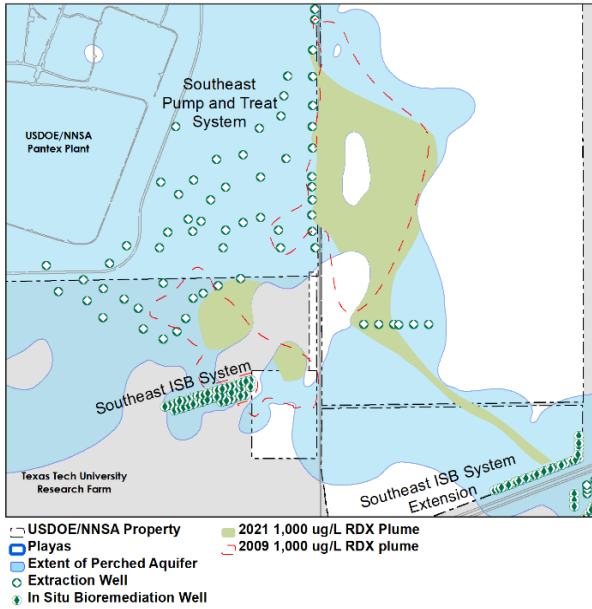 Southeast
Pump and Treat
System
USDOE/NNSA
Pantex Plant
Southeast ISB System
Texas Tech University
Research Farm
Southeast ISB System
Extension
USDOE/NNSA Property
Playas
Extent of Perched Aquifer
Extraction Well
In Situ Bioremediation Well
2021 1,000 ug/L RDX Plume
2009 1,000 ug/L RDX plume